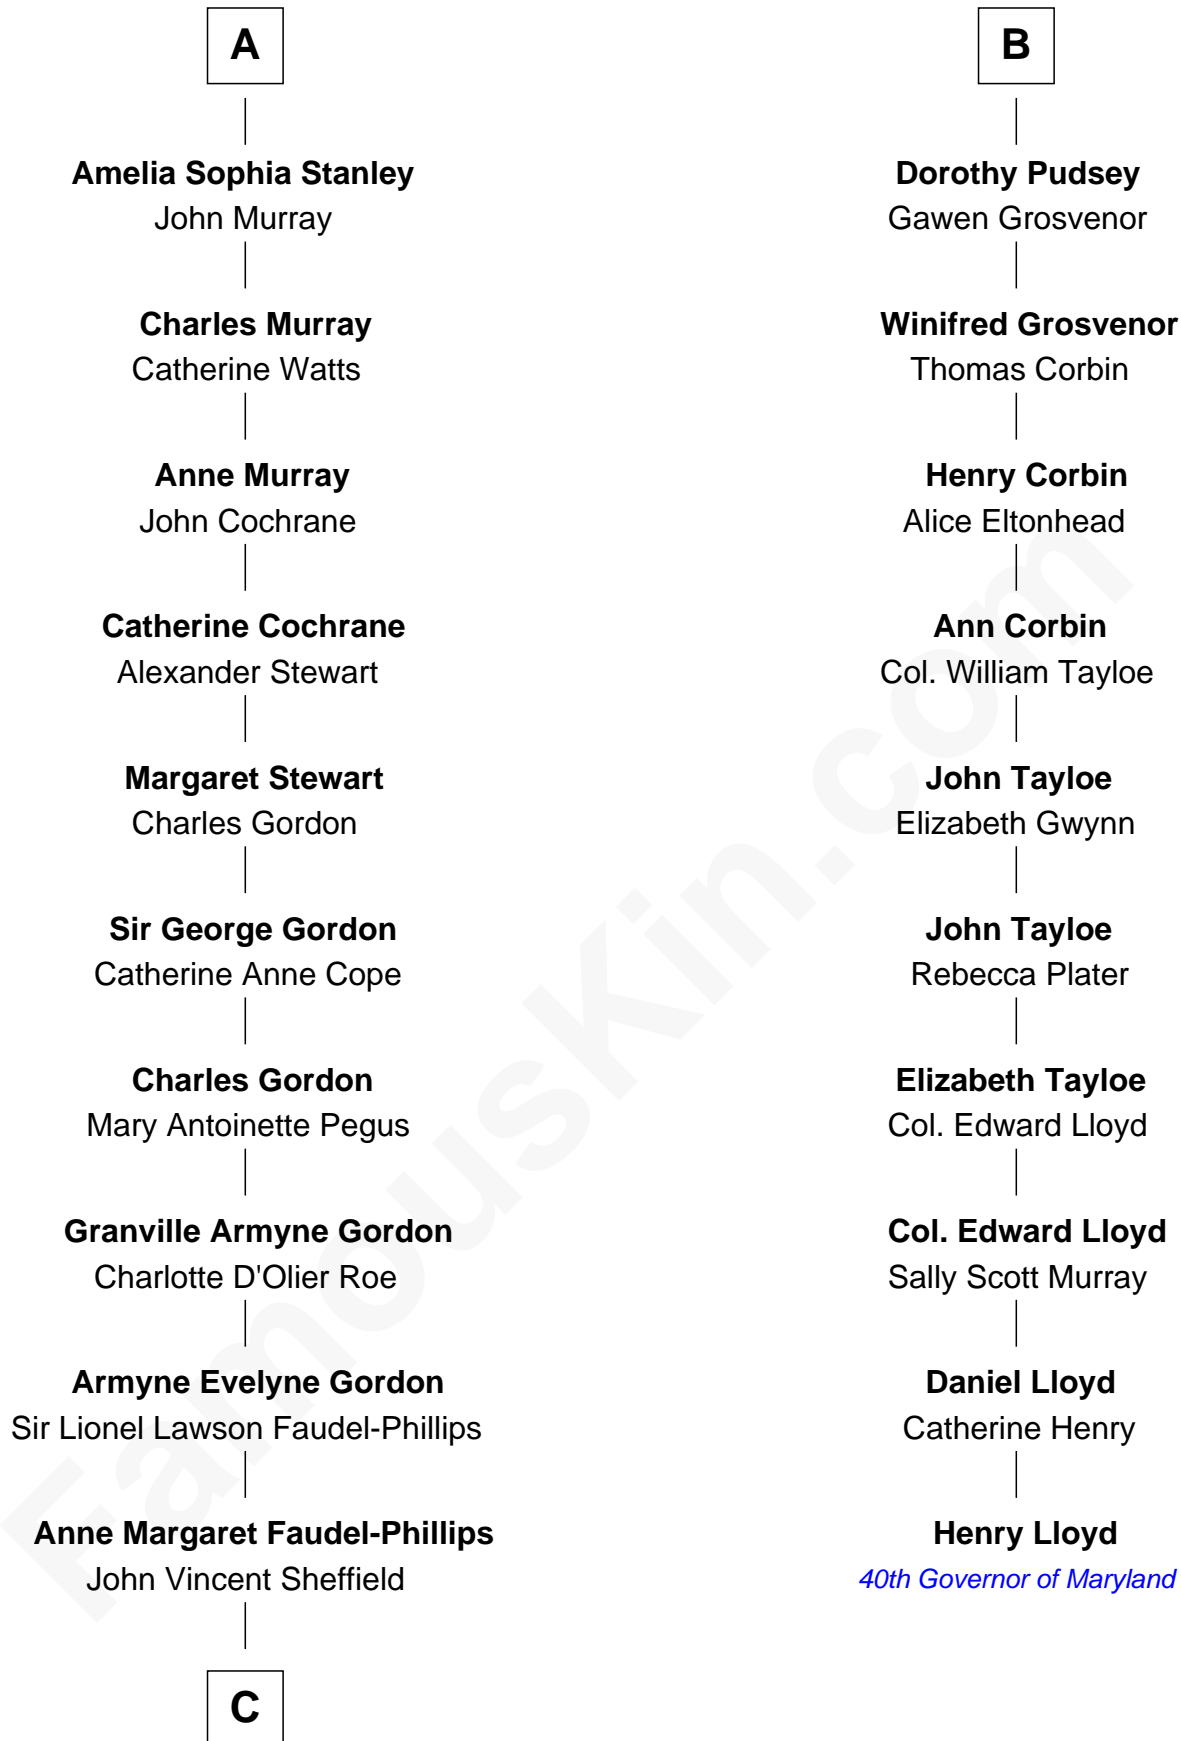 A
Amelia Sophia Stanley
John Murray
Charles Murray
Catherine Watts
Anne Murray
John Cochrane
Catherine Cochrane
Alexander Stewart
Margaret Stewart
Charles Gordon
Sir George Gordon
Catherine Anne Cope
Charles Gordon
Mary Antoinette Pegus
Granville Armyne Gordon
Charlotte D'Olier Roe
Armyne Evelyne Gordon
Sir Lionel Lawson Faudel-Phillips
Anne Margaret Faudel-Phillips
John Vincent Sheffield
C
B
Dorothy Pudsey
Gawen Grosvenor
Winifred Grosvenor
Thomas Corbin
Henry Corbin
Alice Eltonhead
Ann Corbin
Col. William Tayloe
John Tayloe
Elizabeth Gwynn
John Tayloe
Rebecca Plater
Elizabeth Tayloe
Col. Edward Lloyd
Col. Edward Lloyd
Sally Scott Murray
Daniel Lloyd
Catherine Henry
Henry Lloyd
40th Governor of Maryland
FamousKin.com